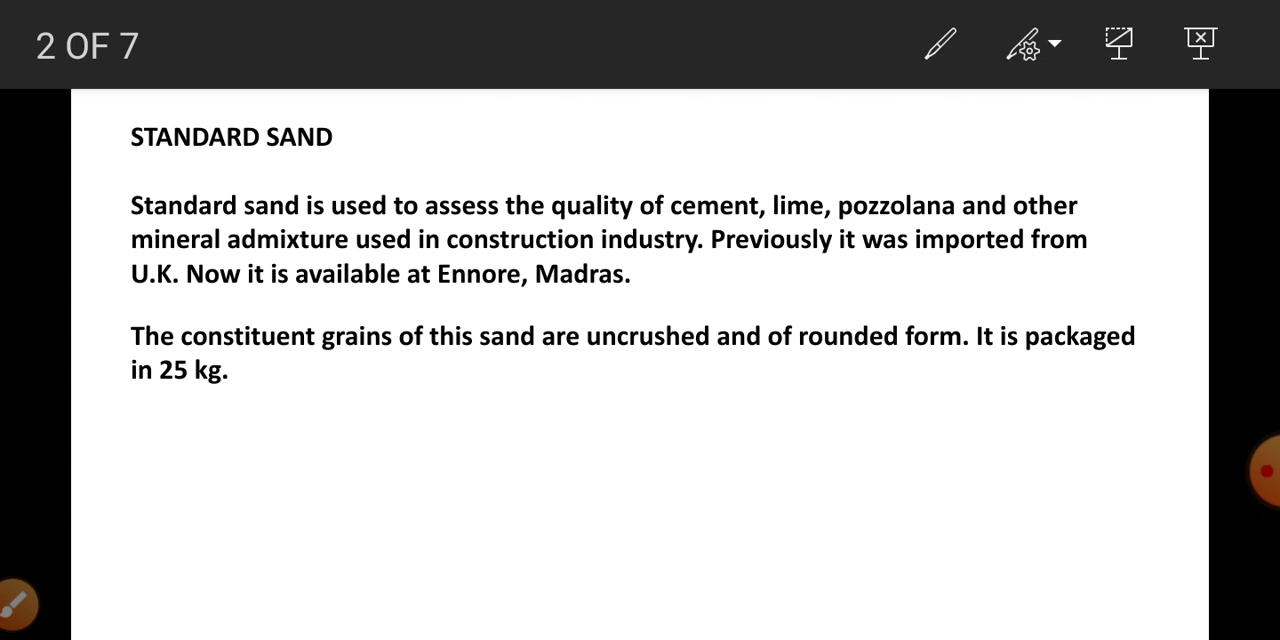 2 OF 7
STANDARD SAND
Standard sand is used to assess the quality of cement, lime, pozzolana and other
mineral admixture used in construction industry. Previously it was imported from
U.K. Now it is available at Ennore, Madras.
The constituent grains of this sand are uncrushed and of rounded form. It is packaged
in 25 kg.